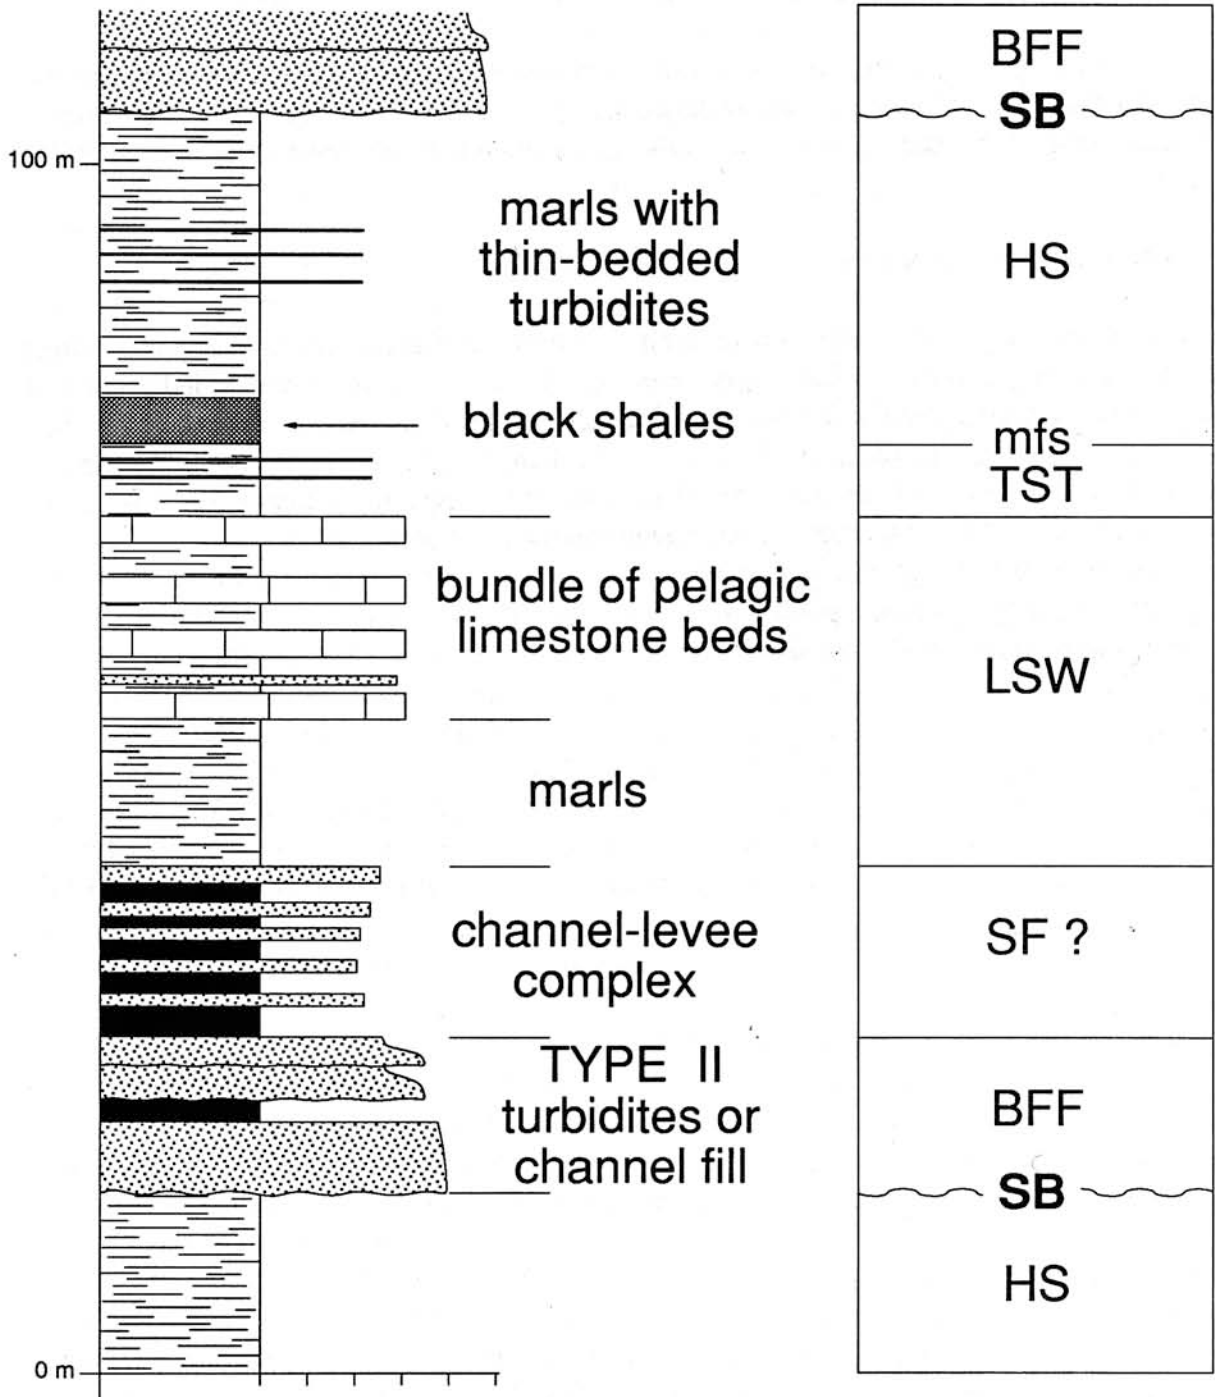 BFF
SB
100 m
marls with
thin-bedded
turbidites
HS
black shales
mfs
TST
bundle of pelagic
limestone beds
LSW
marls
channel-levee
complex
SF ?
TYPE II
turbidites or
channel fill
BFF
SB
HS
0 m